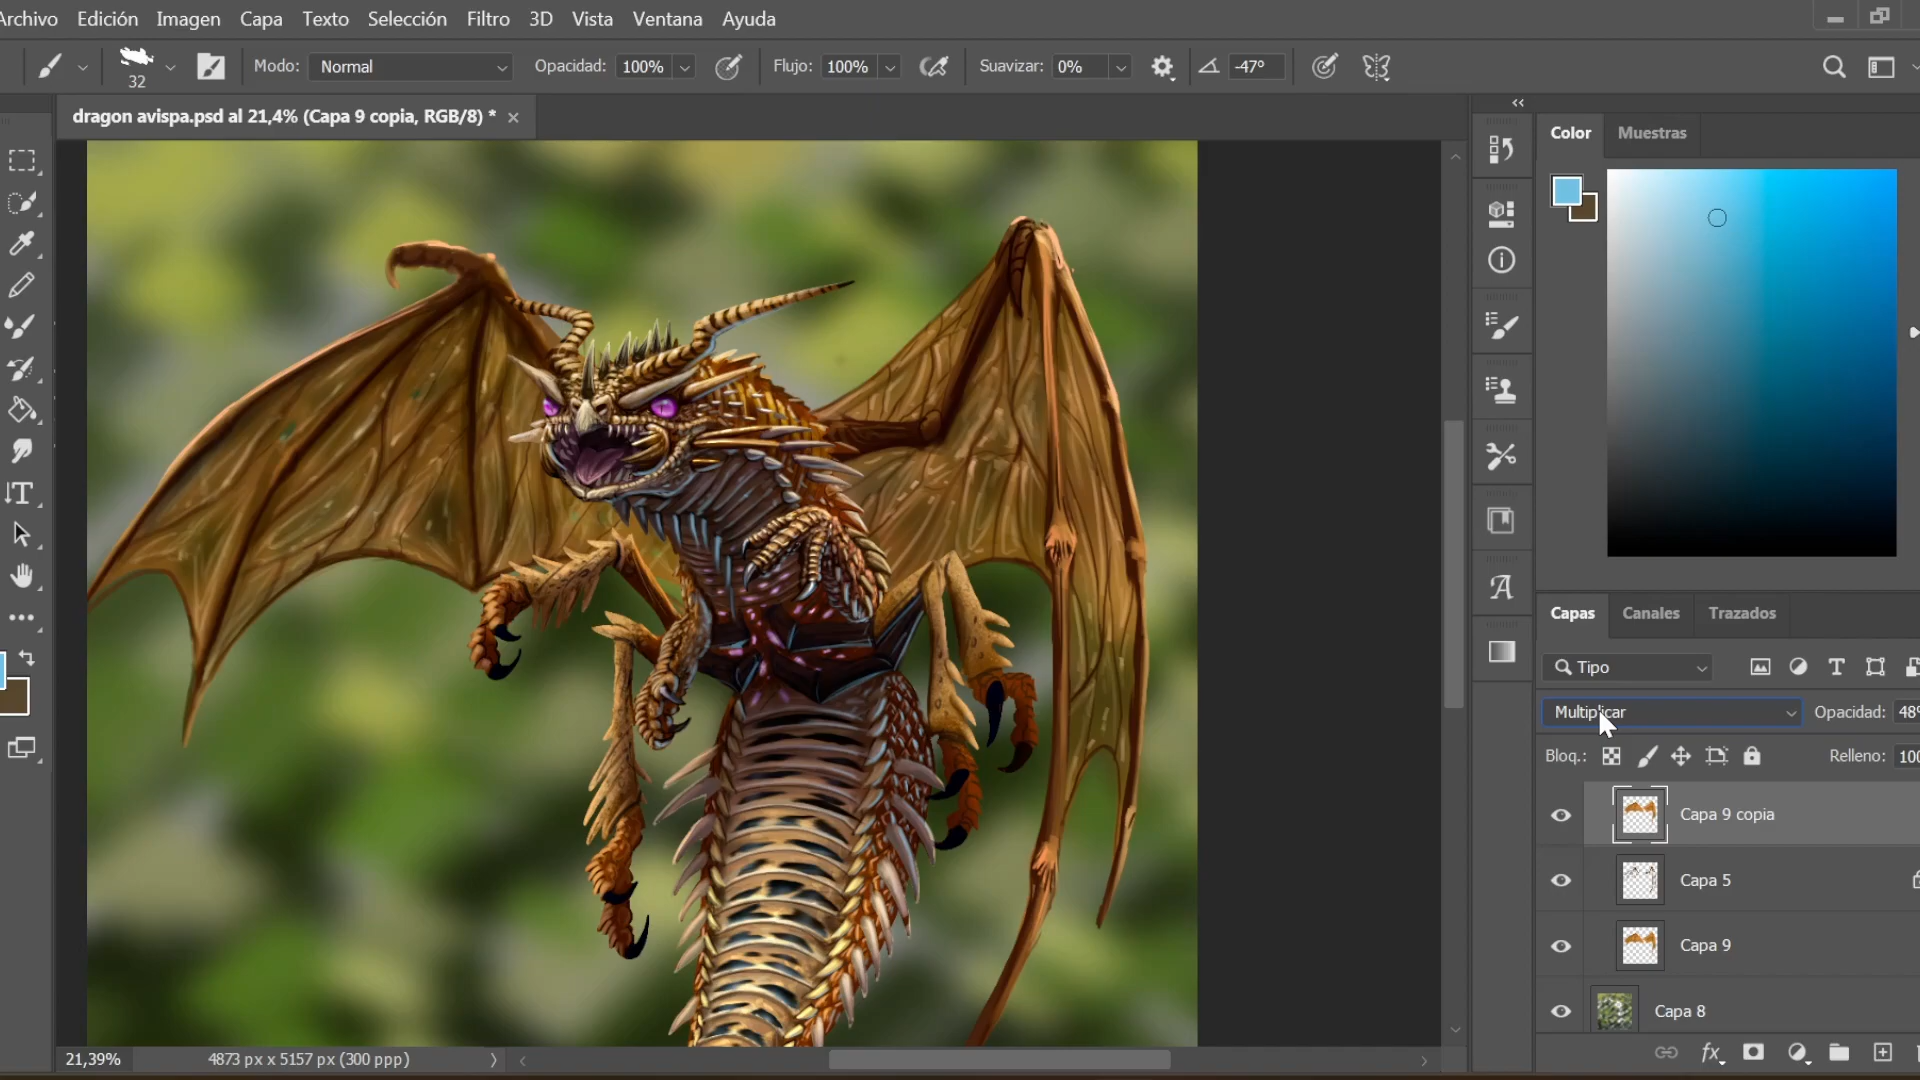 Archivo Edición Imagen Capa Texto Selección Filtro 3D Vista Ventana Ayuda
32 Modo: Normal Opacidad: 100% Flujo: 100% Suavizar: 0% -47°
dragon avispa.psd al 21,4% (Capa 9 copia, RGB/8) *
Color Muestras
Capas Canales Trazados
Tipo
Multiplicar Opacidad: 48%
Bloq.: Relleno: 100
Capa 9 copia
Capa 5
Capa 9
Capa 8
21,39% 4873 px x 5157 px (300 ppp)